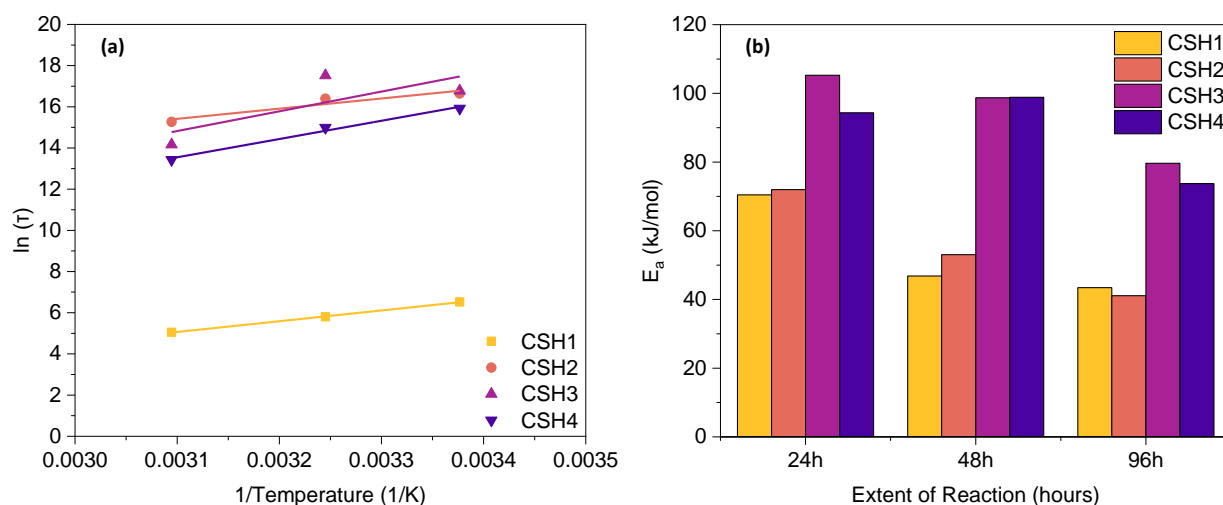 (a)
ln (τ)
20
18
16
14
12
10
8
6
4
2
0
0.0030 0.0031 0.0032 0.0033 0.0034 0.0035
1/Temperature (1/K)
CSH1
CSH2
CSH3
CSH4
(b)
E_a (kJ/mol)
120
100
80
60
40
20
0
24h 48h 96h
Extent of Reaction (hours)
CSH1
CSH2
CSH3
CSH4